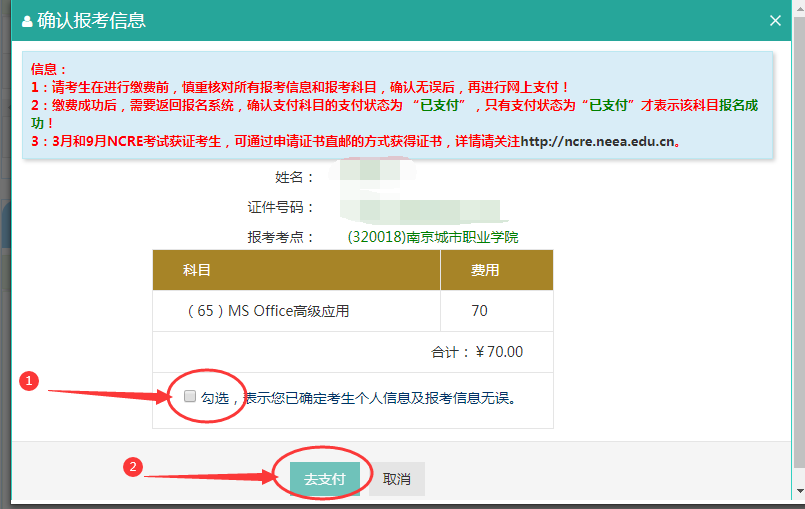 确认报考信息
信息：
1：请考生在进行缴费前，慎重核对所有报考信息和报考科目，确认无误后，再进行网上支付！
2：缴费成功后，需要返回报名系统，确认支付科目的支付状态为 “已支付”，只有支付状态为“已支付”才表示该科目报名成
功！
3：3月和9月NCRE考试获证考生，可通过申请证书直邮的方式获得证书，详情请关注http://ncre.neea.edu.cn。
姓名：
证件号码：
报考考点： (320018)南京城市职业学院
科目 费用
（65）MS Office高级应用 70
合计：￥70.00
1
勾选，表示您已确定考生个人信息及报考信息无误。
2
去支付 取消